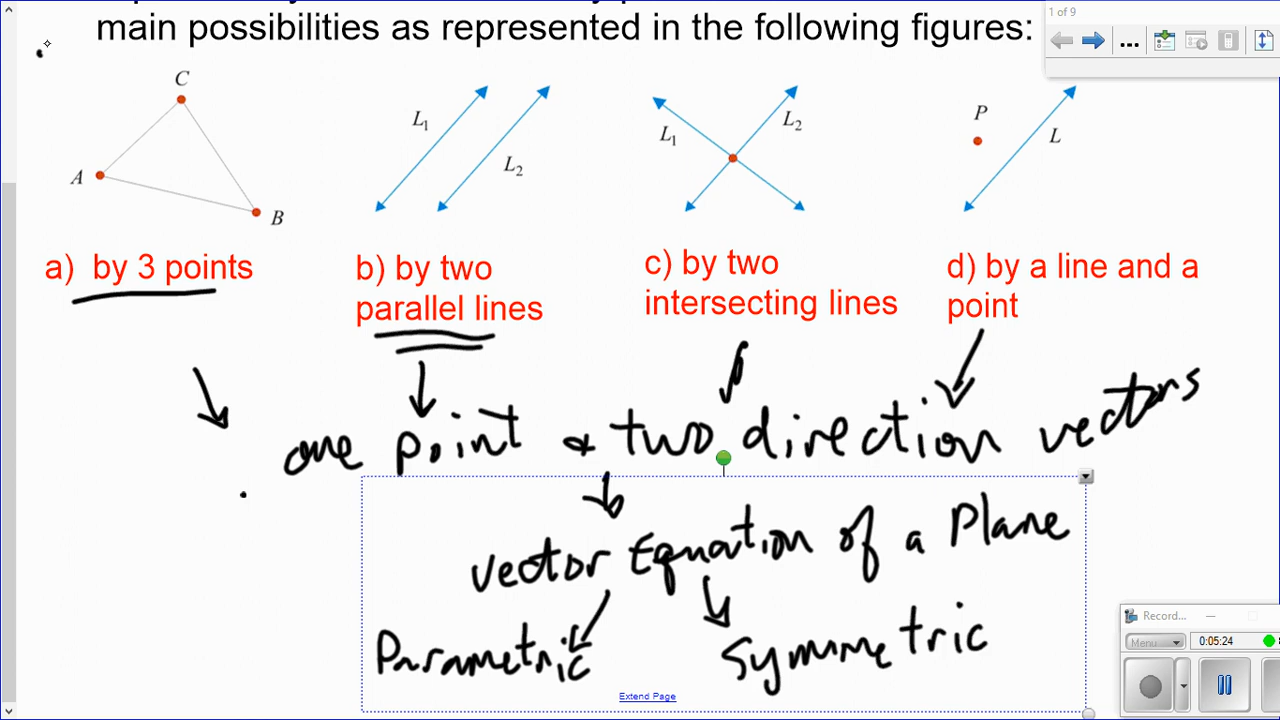 main possibilities as represented in the following figures:
1 of 9
C
A
B
L1
L2
L1
L2
P
L
a) by 3 points
b) by two
parallel lines
c) by two
intersecting lines
d) by a line and a
point
one point & two direction vectors
vector Equation of a Plane
Parametric
Symmetric
Extend Page
Record...
Menu
0:05:24